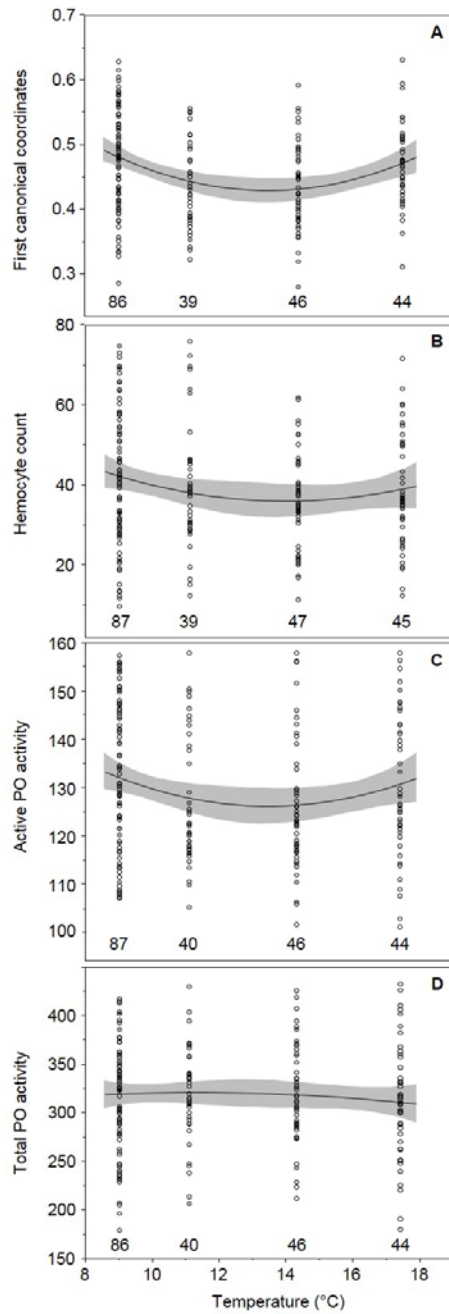 0.7
A
First canonical coordinates
0.6
0.5
0.4
0.3
86 39 46 44
80
B
Hemocyte count
60
40
20
87 39 47 45
160
C
Active PO activity
150
140
130
120
110
100
87 40 46 44
D
Total PO activity
400
350
300
250
200
150
86 40 46 44
8 10 12 14 16 18
Temperature (°C)